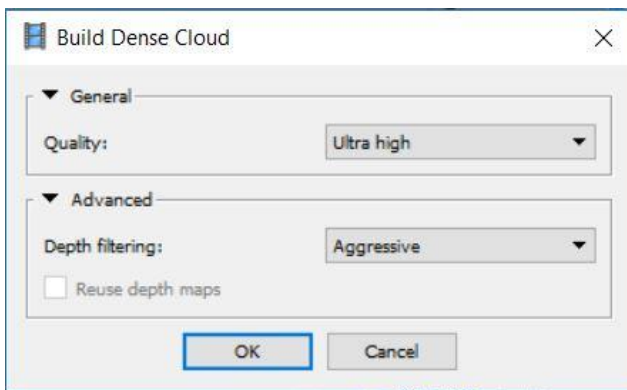 Build Dense Cloud
General
Quality: Ultra high
Advanced
Depth filtering: Aggressive
Reuse depth maps
OK Cancel